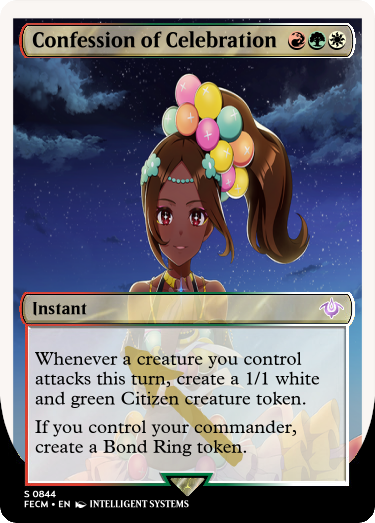 Confession of Celebration
Instant
Whenever a creature you control
attacks this turn, create a 1/1 white
and green Citizen creature token.
If you control your commander,
create a Bond Ring token.
S 0844
FECM • EN INTELLIGENT SYSTEMS